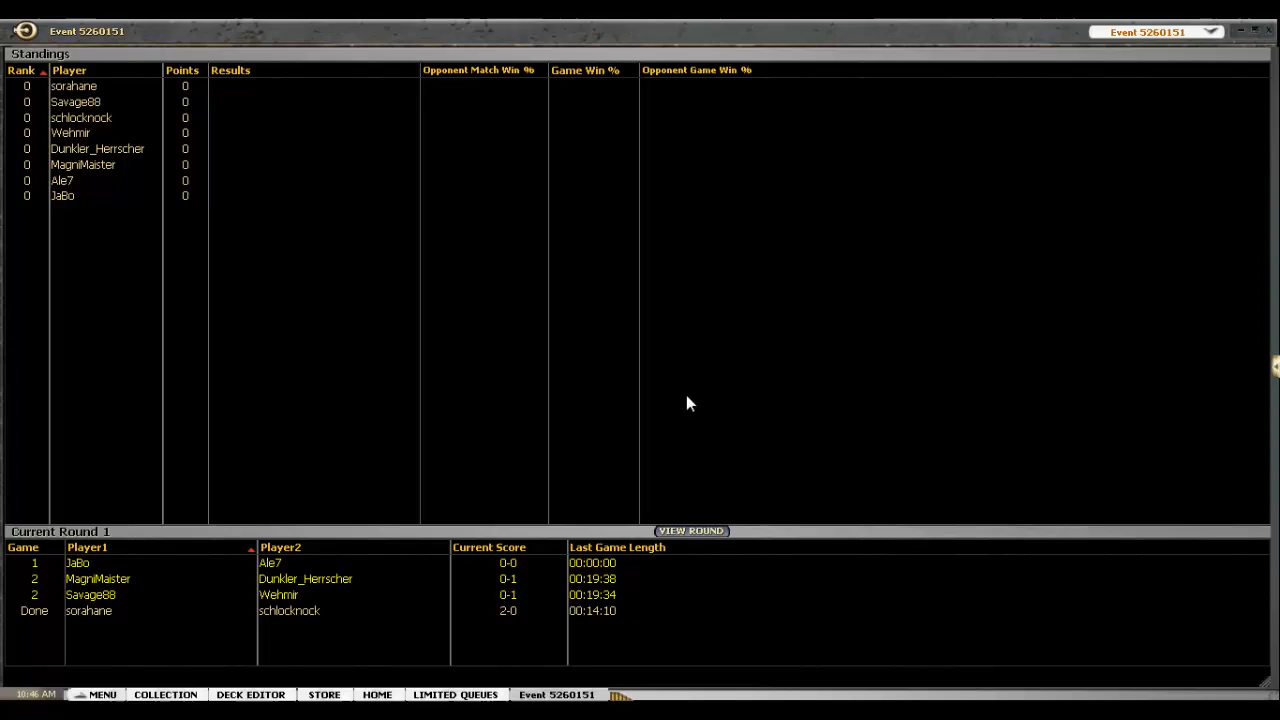 Event 5260151 Event 5260151
Standings
Rank Player Points Results Opponent Match Win % Game Win % Opponent Game Win %
0 sorahane 0
0 Savage88 0
0 schlocknock 0
0 Wehmir 0
0 Dunkler_Herrscher 0
0 MagniMaister 0
0 Ale7 0
0 JaBo 0
Current Round 1 VIEW ROUND
Game Player1 Player2 Current Score Last Game Length
1 JaBo Ale7 0-0 00:00:00
2 MagniMaister Dunkler_Herrscher 0-1 00:19:38
2 Savage88 Wehmir 0-1 00:19:34
Done sorahane schlocknock 2-0 00:14:10
10:46 AM MENU COLLECTION DECK EDITOR STORE HOME LIMITED QUEUES Event 5260151